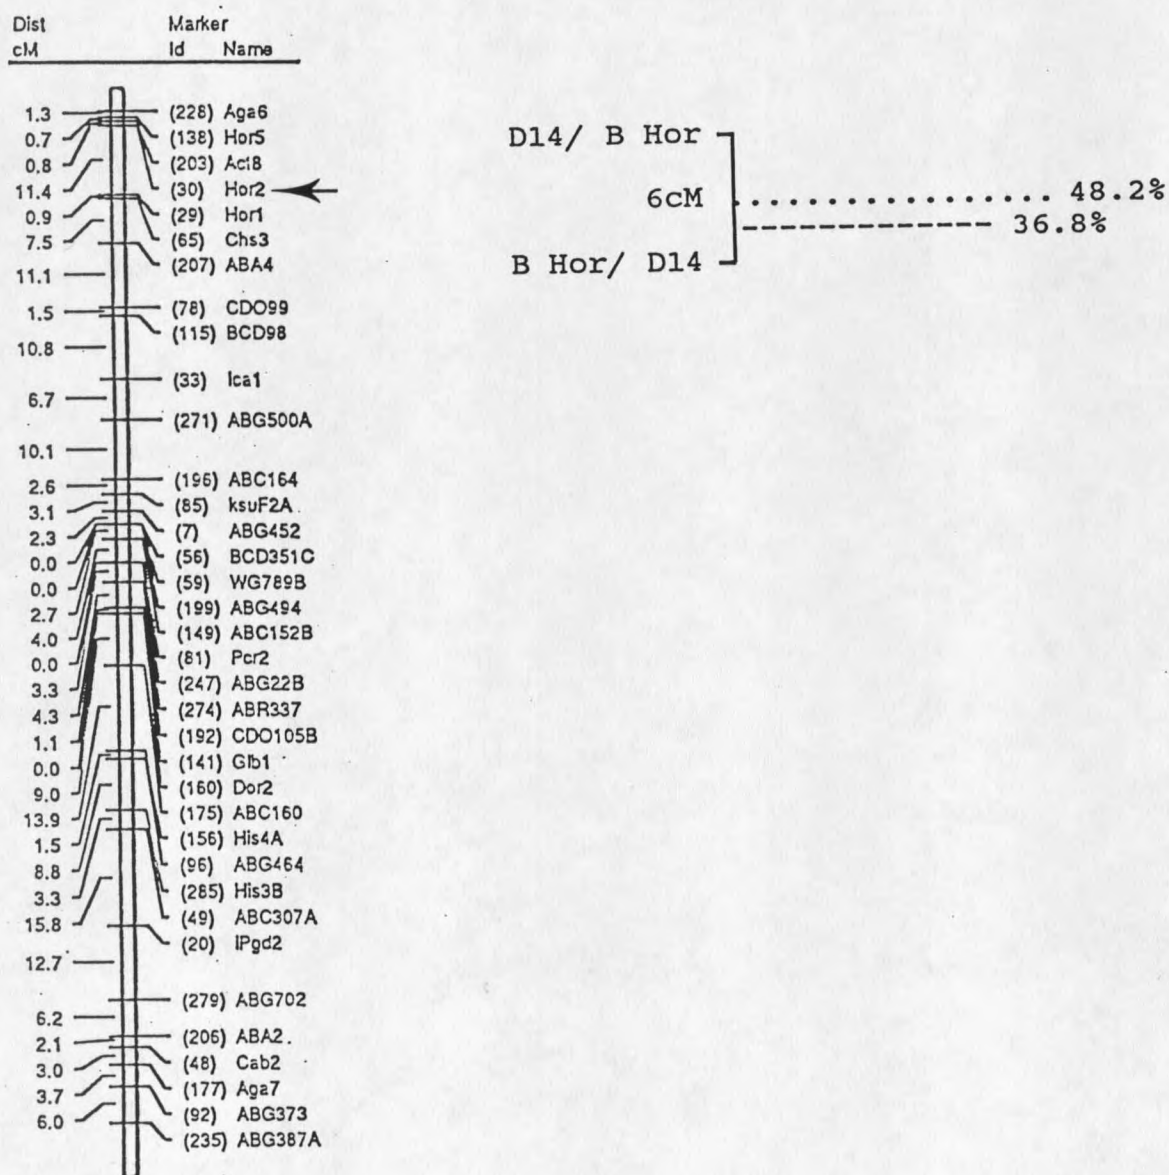 Dist Marker
cM Id Name
1.3 (228) Aga6
0.7 (138) Hor5
0.8 (203) Act8
11.4 (30) Hor2
0.9 (29) Hor1
7.5 (65) Chs3
11.1 (207) ABA4
1.5 (78) CDO99
10.8 (115) BCD98
6.7 (33) Ica1
10.1 (271) ABG500A
2.6 (196) ABC164
3.1 (85) ksuF2A
2.3 (7) ABG452
0.0 (56) BCD351C
0.0 (59) WG789B
2.7 (199) ABG494
4.0 (149) ABC152B
0.0 (81) Pcr2
3.3 (247) ABG22B
4.3 (274) ABR337
1.1 (192) CDO105B
0.0 (141) Glb1
9.0 (160) Dor2
13.9 (175) ABC160
1.5 (156) His4A
8.8 (96) ABG464
3.3 (285) His3B
15.8 (49) ABC307A
12.7 (20) iPgd2
6.2 (279) ABG702
2.1 (206) ABA2
3.0 (48) Cab2
3.7 (177) Aga7
6.0 (92) ABG373
(235) ABG387A
D14/ B Hor
6cM 48.2%
36.8%
B Hor/ D14